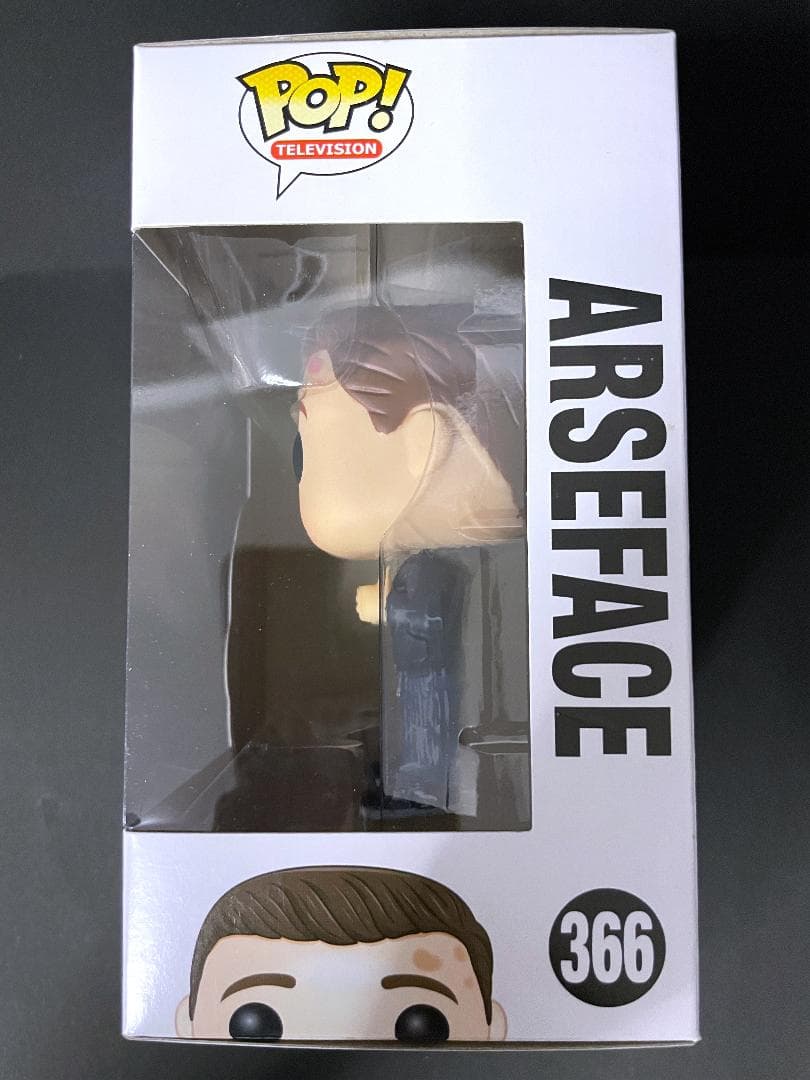 POP!
TELEVISION
ARSEFACE
366